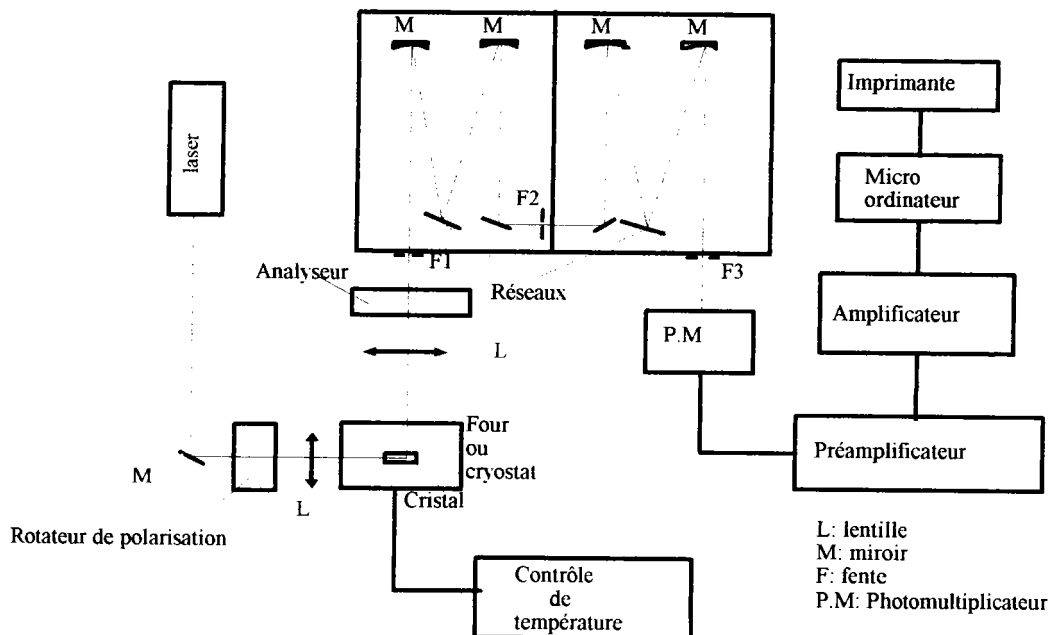 M
M
M
M
laser
Imprimante
Micro
ordinateur
F2
F1
F3
Analyseur
Réseaux
Amplificateur
P.M
L
Four
ou
cryostat
Préamplificateur
M
L
Cristal
Rotateur de polarisation
L: lentille
M: miroir
F: fente
P.M: Photomultiplicateur
Contrôle
de
température